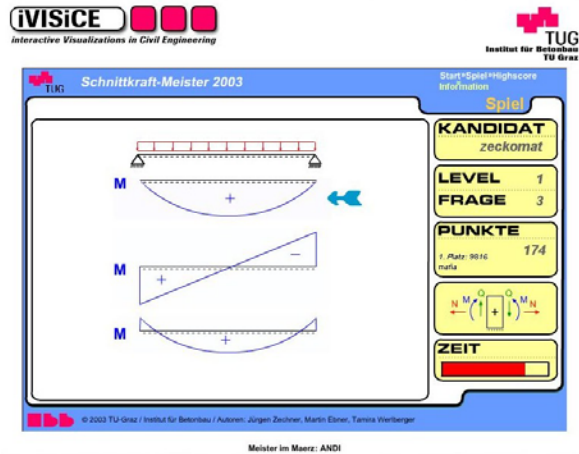 iVISiCE
interactive Visualizations in Civil Engineering
TUG
Institut für Betonbau
TU Graz
TUG
Schnittkraft-Meister 2003
Start*Spiel*Highscore
Information
Spiel
KANDIDAT
zeckomat
LEVEL 1
FRAGE 3
PUNKTE
174
1. Platz: 9816
mafia
M
+
M
+
−
M
+
N M Q + Q M N
ZEIT
© 2003 TU-Graz / Institut für Betonbau / Autoren: Jürgen Zechner, Martin Ebner, Tamira Werlberger
Meister im Maerz: ANDI